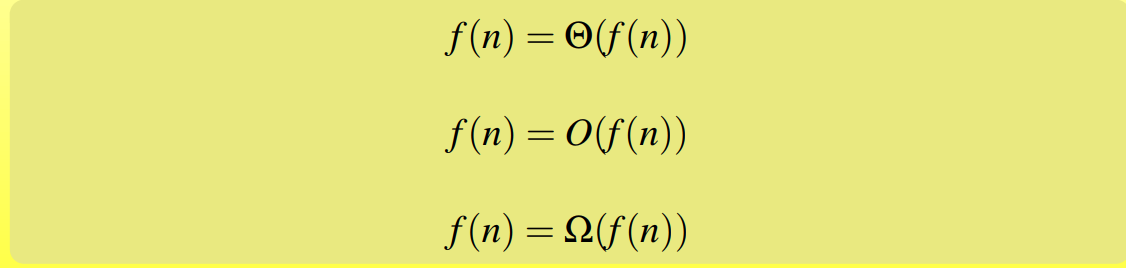 f(n) = Θ(f(n))
f(n) = O(f(n))
f(n) = Ω(f(n))